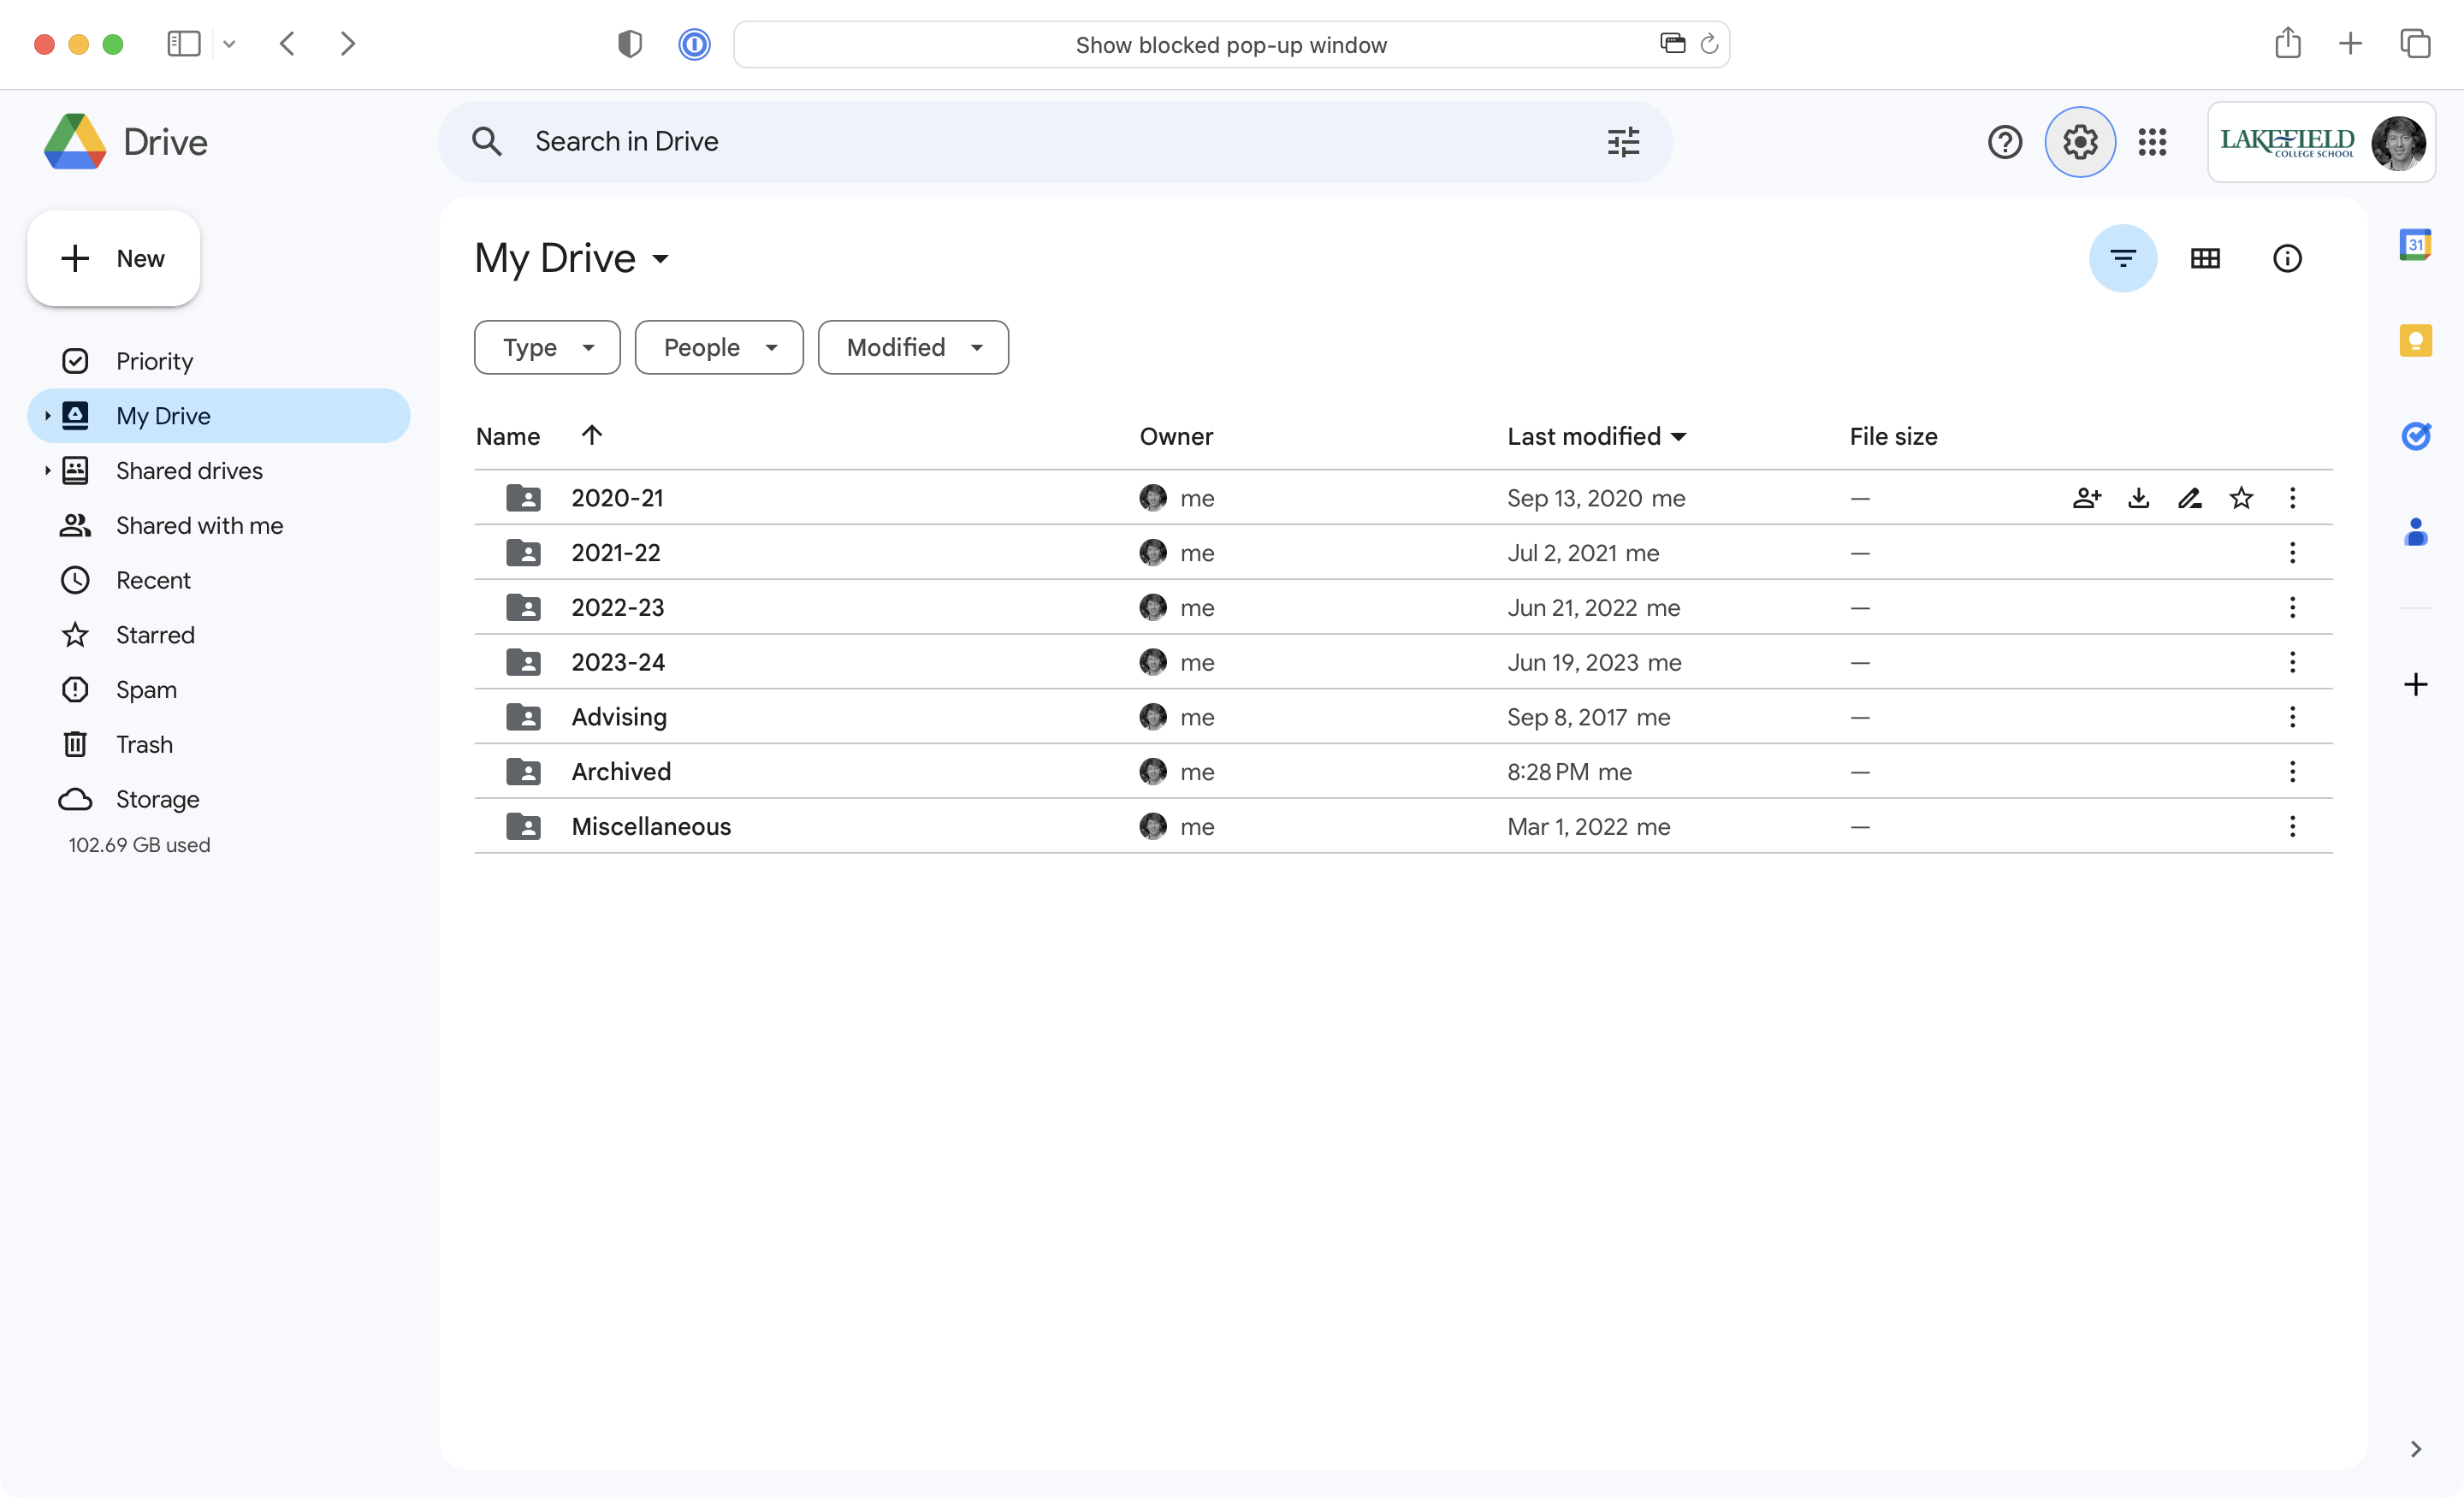 Show blocked pop-up window
Drive
Search in Drive
LAKEFIELD
COLLEGE SCHOOL
New
My Drive
31
Type
People
Modified
Priority
My Drive
Shared drives
Shared with me
Recent
Starred
Spam
Trash
Storage
102.69 GB used
Name Owner Last modified File size
2020-21 me Sep 13, 2020 me —
2021-22 me Jul 2, 2021 me —
2022-23 me Jun 21, 2022 me —
2023-24 me Jun 19, 2023 me —
Advising me Sep 8, 2017 me —
Archived me 8:28 PM me —
Miscellaneous me Mar 1, 2022 me —